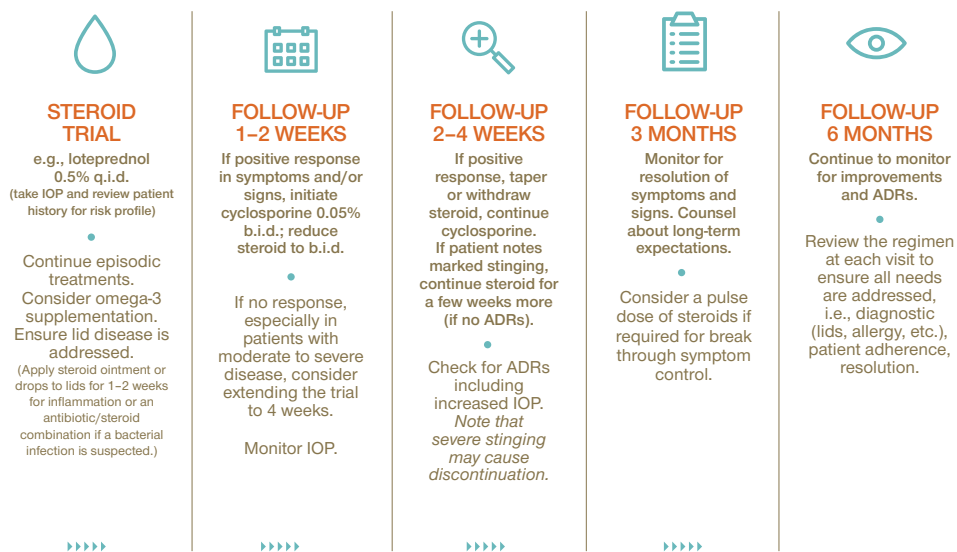 STEROID
TRIAL
e.g., loteprednol
0.5% q.i.d.
(take IOP and review patient
history for risk profile)
Continue episodic
treatments.
Consider omega-3
supplementation.
Ensure lid disease is
addressed.
(Apply steroid ointment or
drops to lids for 1–2 weeks
for inflammation or an
antibiotic/steroid
combination if a bacterial
infection is suspected.)
FOLLOW-UP
1–2 WEEKS
If positive response
in symptoms and/or
signs, initiate
cyclosporine 0.05%
b.i.d.; reduce
steroid to b.i.d.
If no response,
especially in
patients with
moderate to severe
disease, consider
extending the trial
to 4 weeks.
Monitor IOP.
FOLLOW-UP
2–4 WEEKS
If positive
response, taper
or withdraw
steroid, continue
cyclosporine.
If patient notes
marked stinging,
continue steroid for
a few weeks more
(if no ADRs).
Check for ADRs
including
increased IOP.
Note that
severe stinging
may cause
discontinuation.
FOLLOW-UP
3 MONTHS
Monitor for
resolution of
symptoms and
signs. Counsel
about long-term
expectations.
Consider a pulse
dose of steroids if
required for break
through symptom
control.
FOLLOW-UP
6 MONTHS
Continue to monitor
for improvements
and ADRs.
Review the regimen
at each visit to
ensure all needs
are addressed,
i.e., diagnostic
(lids, allergy, etc.),
patient adherence,
resolution.